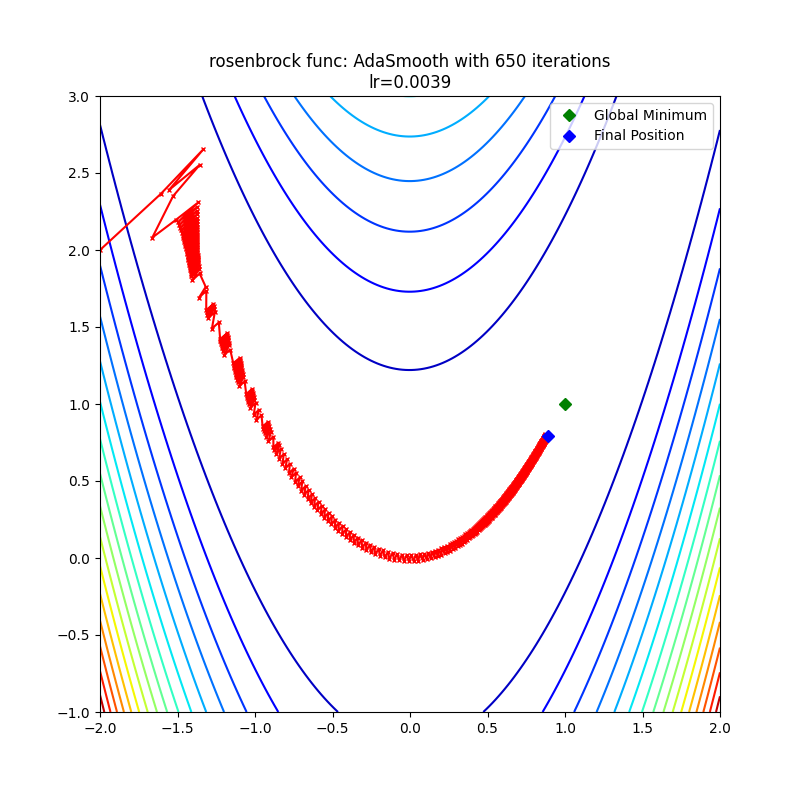 rosenbrock func: AdaSmooth with 650 iterations
lr=0.0039
Global Minimum
Final Position
3.0
2.5
2.0
1.5
1.0
0.5
0.0
−0.5
−1.0
−2.0 −1.5 −1.0 −0.5 0.0 0.5 1.0 1.5 2.0